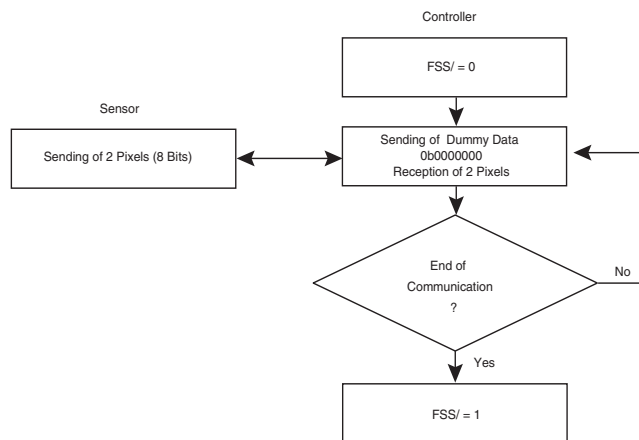 Controller
FSS/ = 0
Sensor
Sending of 2 Pixels (8 Bits)
Sending of Dummy Data
0b0000000
Reception of 2 Pixels
End of
Communication
?
No
Yes
FSS/ = 1